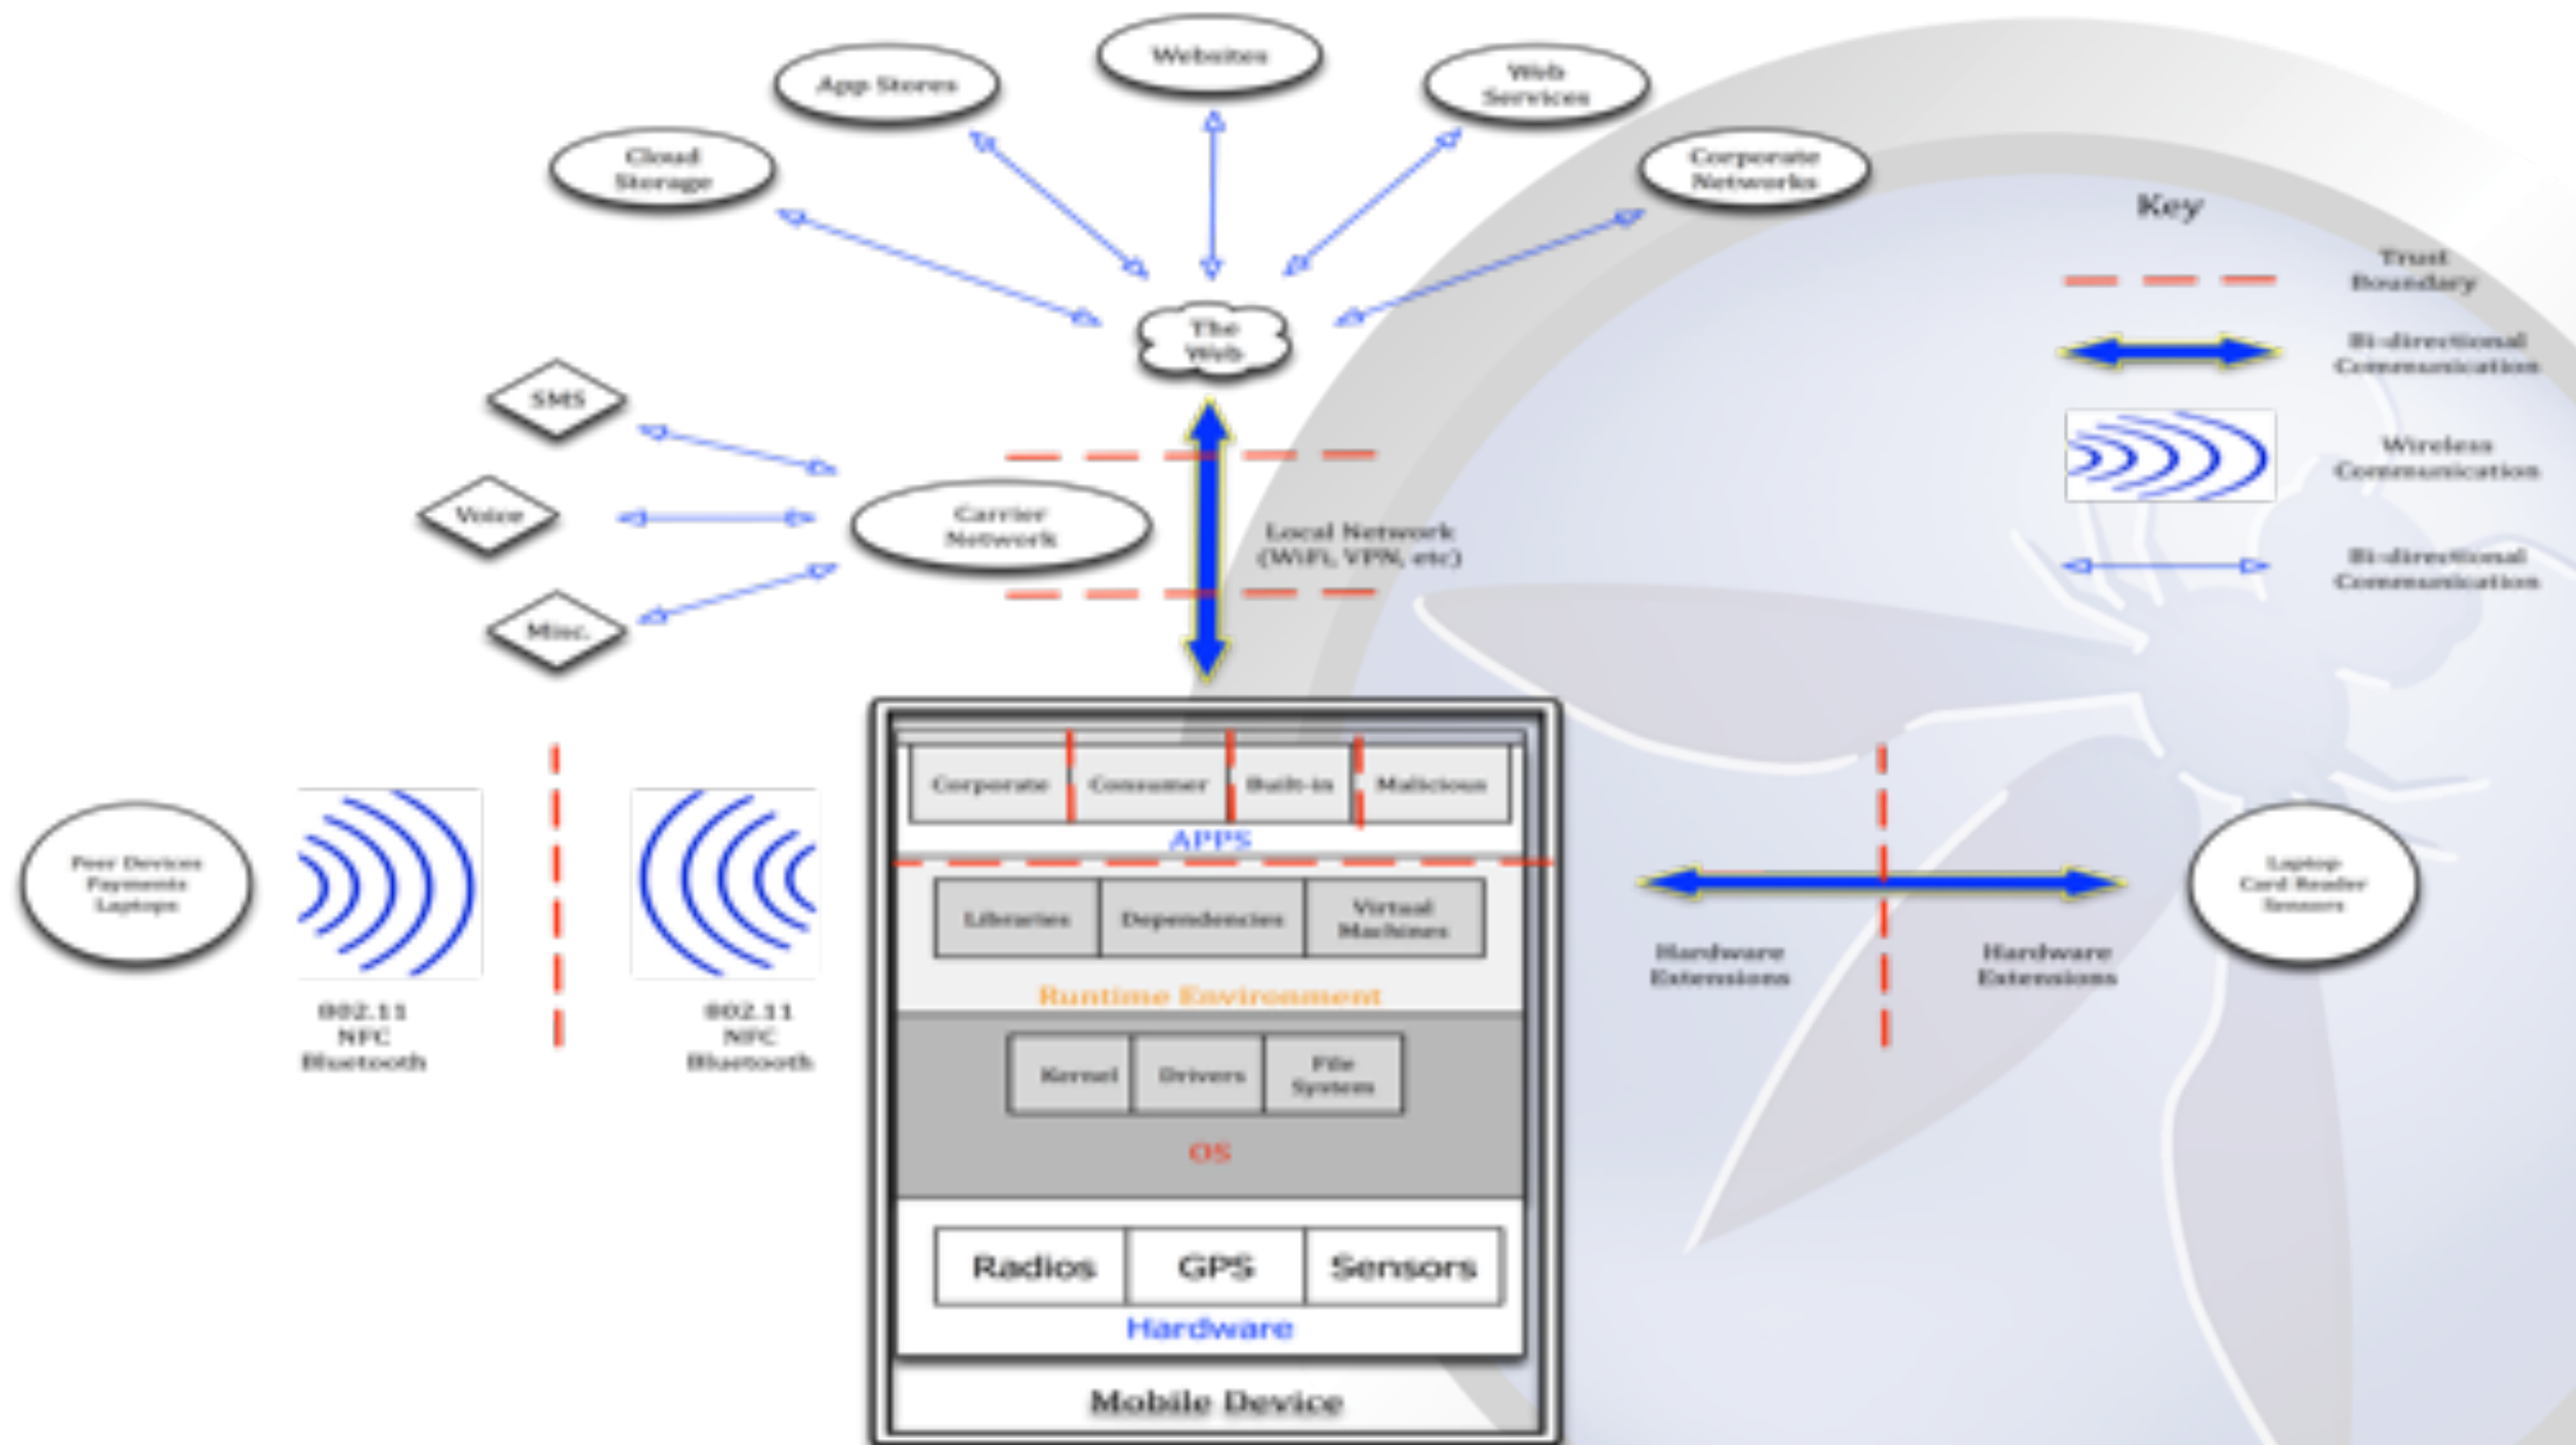 Websites
App Stores
Web
Services
Cloud
Storage
Corporate
Networks
Key
Trust
Boundary
The
Web
Bi-directional
Communication
SMS
Wireless
Communication
Voice
Carrier
Network
Local Network
(WiFi, VPN, etc)
Bi-directional
Communication
Misc.
Corporate
Consumer
Built-in
Malicious
APPS
Peer Devices
Payments
Laptops
Laptop
Card Reader
Sensors
Libraries
Dependencies
Virtual
Machines
Hardware
Extensions
Hardware
Extensions
Runtime Environment
802.11
NFC
Bluetooth
802.11
NFC
Bluetooth
Kernel
Drivers
File
System
OS
Radios
GPS
Sensors
Hardware
Mobile Device